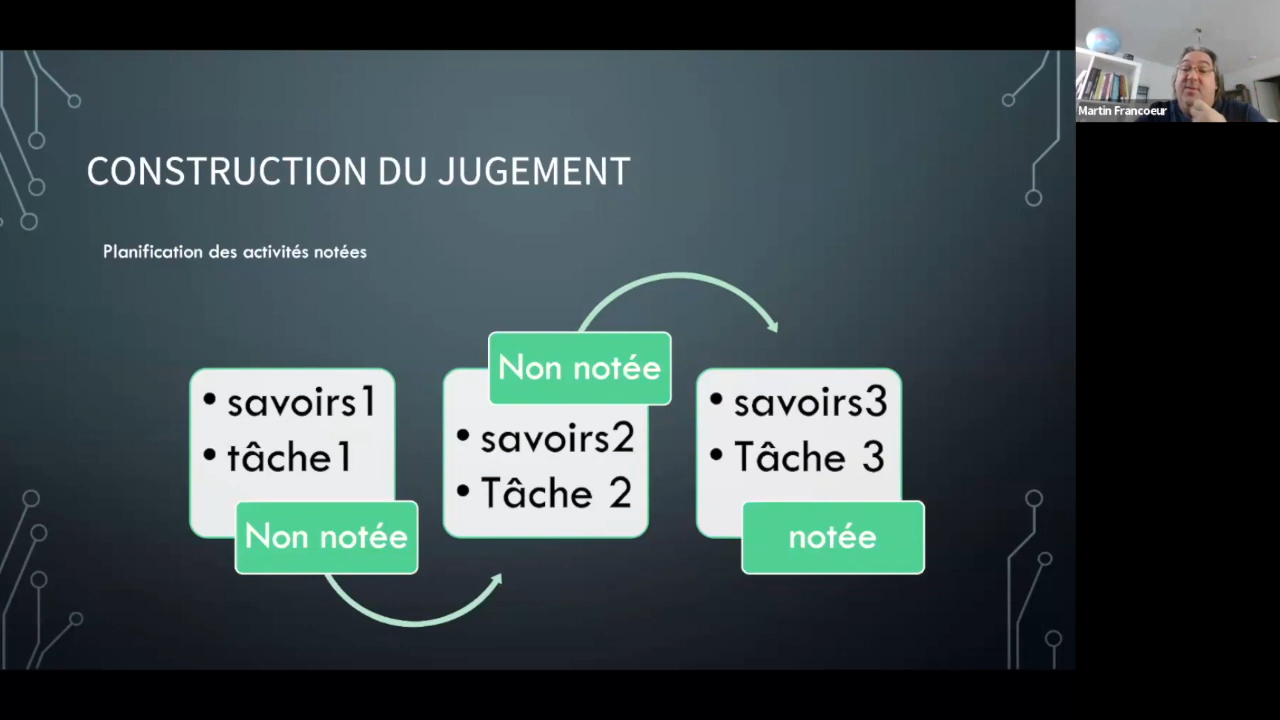 CONSTRUCTION DU JUGEMENT
Planification des activités notées
• savoirs1
• tâche1
Non notée
Non notée
• savoirs2
• Tâche 2
• savoirs3
• Tâche 3
notée
Martin Francoeur